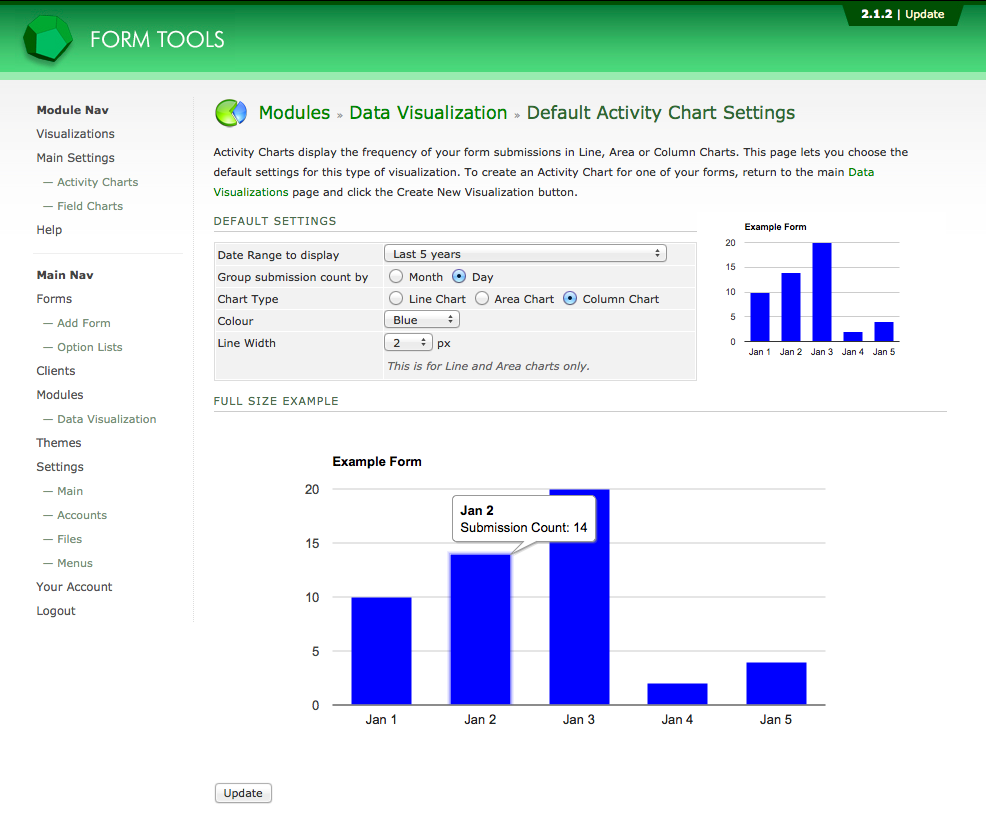 2.1.2 | Update
FORM TOOLS
Module Nav
Visualizations
Main Settings
— Activity Charts
— Field Charts
Help
Main Nav
Forms
— Add Form
— Option Lists
Clients
Modules
— Data Visualization
Themes
Settings
— Main
— Accounts
— Files
— Menus
Your Account
Logout
Modules » Data Visualization » Default Activity Chart Settings
Activity Charts display the frequency of your form submissions in Line, Area or Column Charts. This page lets you choose the
default settings for this type of visualization. To create an Activity Chart for one of your forms, return to the main Data
Visualizations page and click the Create New Visualization button.
DEFAULT SETTINGS
Date Range to display Last 5 years
Group submission count by Month Day
Chart Type Line Chart Area Chart Column Chart
Colour Blue
Line Width 2 px
This is for Line and Area charts only.
Example Form
20
15
10
5
0
Jan 1 Jan 2 Jan 3 Jan 4 Jan 5
FULL SIZE EXAMPLE
Example Form
20
Jan 2
Submission Count: 14
15
10
5
0
Jan 1 Jan 2 Jan 3 Jan 4 Jan 5
Update